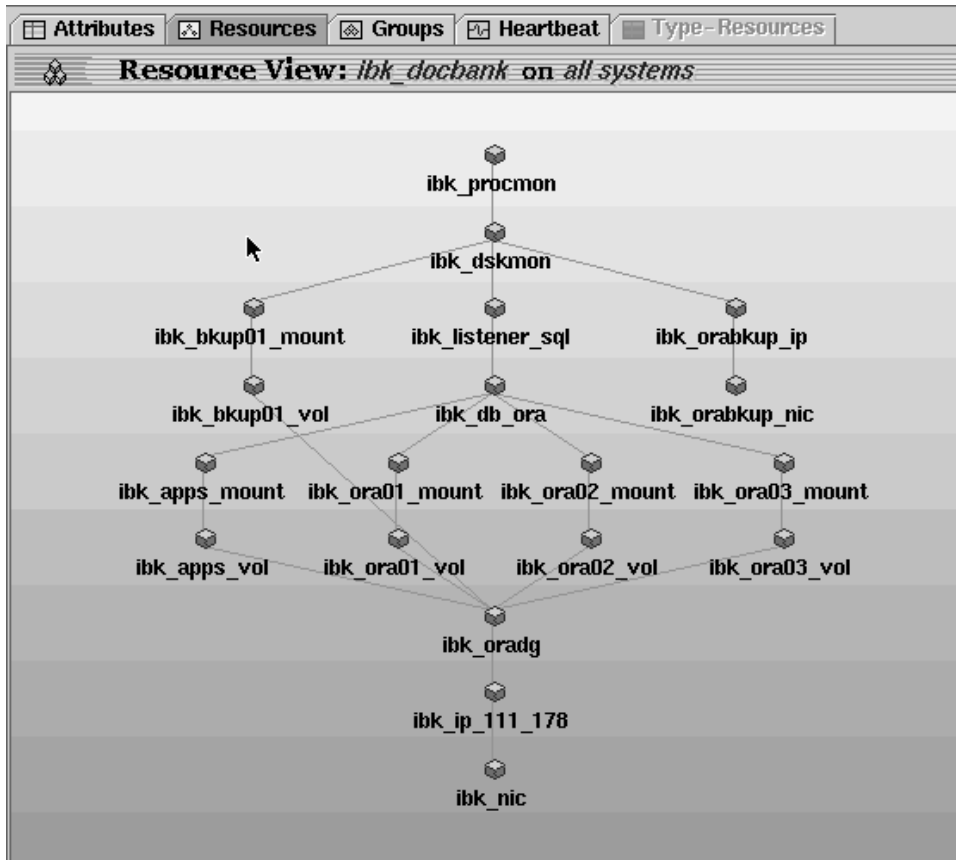 Attributes Resources Groups Heartbeat Type-Resources
Resource View: ibk_docbank on all systems
ibk_procmon
ibk_dskmon
ibk_bkup01_mount ibk_listener_sql ibk_orabkup_ip
ibk_bkup01_vol ibk_db_ora ibk_orabkup_nic
ibk_apps_mount ibk_ora01_mount ibk_ora02_mount ibk_ora03_mount
ibk_apps_vol ibk_ora01_vol ibk_ora02_vol ibk_ora03_vol
ibk_oradg
ibk_ip_111_178
ibk_nic